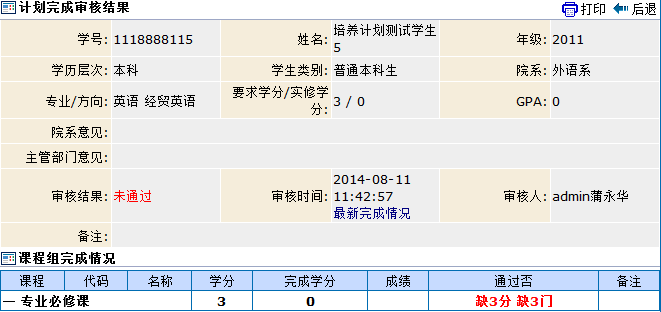 计划完成审核结果 打印 后退
学号: 1118888115 姓名: 培养计划测试学生5 年级: 2011
学历层次: 本科 学生类别: 普通本科生 院系: 外语系
专业/方向: 英语 经贸英语 要求学分/实修学分: 3 / 0 GPA: 0
院系意见:
主管部门意见:
审核结果: 未通过 审核时间: 2014-08-11 11:42:57 最新完成情况 审核人: admin蒲永华
备注:
课程组完成情况
课程 代码 名称 学分 完成学分 成绩 通过否 备注
一 专业必修课 3 0 缺3分 缺3门